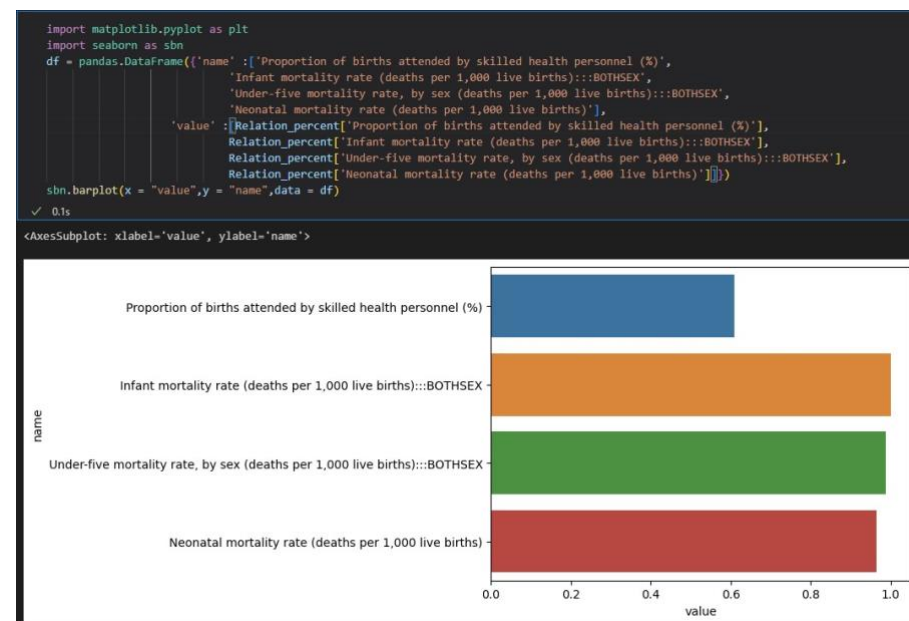 import matplotlib.pyplot as plt
import seaborn as sbn
df = pandas.DataFrame({'name' :['Proportion of births attended by skilled health personnel (%)',
'Infant mortality rate (deaths per 1,000 live births):::BOTHSEX',
'Under-five mortality rate, by sex (deaths per 1,000 live births):::BOTHSEX',
'Neonatal mortality rate (deaths per 1,000 live births)'],
'value' :[Relation_percent['Proportion of births attended by skilled health personnel (%)'],
Relation_percent['Infant mortality rate (deaths per 1,000 live births):::BOTHSEX'],
Relation_percent['Under-five mortality rate, by sex (deaths per 1,000 live births):::BOTHSEX'],
Relation_percent['Neonatal mortality rate (deaths per 1,000 live births)']]})
sbn.barplot(x = "value",y = "name",data = df)
✓ 0.1s
<AxesSubplot: xlabel='value', ylabel='name'>
Proportion of births attended by skilled health personnel (%)
Infant mortality rate (deaths per 1,000 live births):::BOTHSEX
name
Under-five mortality rate, by sex (deaths per 1,000 live births):::BOTHSEX
Neonatal mortality rate (deaths per 1,000 live births)
0.0 0.2 0.4 0.6 0.8 1.0
value